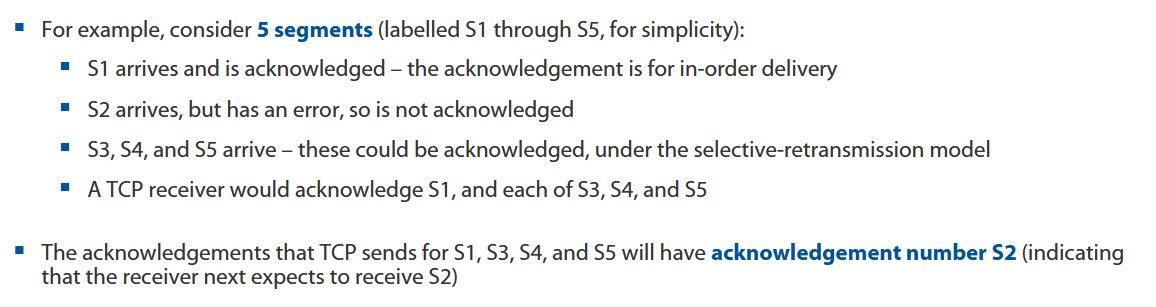 ▪ For example, consider 5 segments (labelled S1 through S5, for simplicity):
▪ S1 arrives and is acknowledged – the acknowledgement is for in-order delivery
▪ S2 arrives, but has an error, so is not acknowledged
▪ S3, S4, and S5 arrive – these could be acknowledged, under the selective-retransmission model
▪ A TCP receiver would acknowledge S1, and each of S3, S4, and S5
▪ The acknowledgements that TCP sends for S1, S3, S4, and S5 will have acknowledgement number S2 (indicating
that the receiver next expects to receive S2)